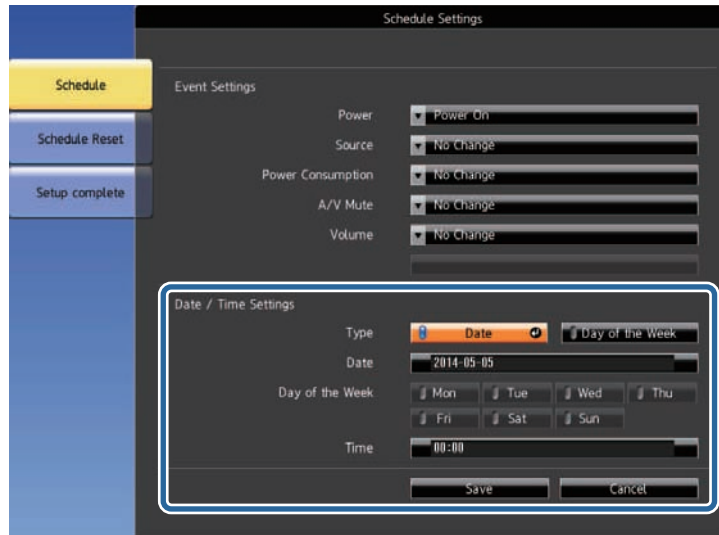 Schedule Settings
Schedule
Schedule Reset
Setup complete
Event Settings
Power Power On
Source No Change
Power Consumption No Change
A/V Mute No Change
Volume No Change
Date / Time Settings
Type Date Day of the Week
Date 2014-05-05
Day of the Week Mon Tue Wed Thu
Fri Sat Sun
Time 00:00
Save Cancel